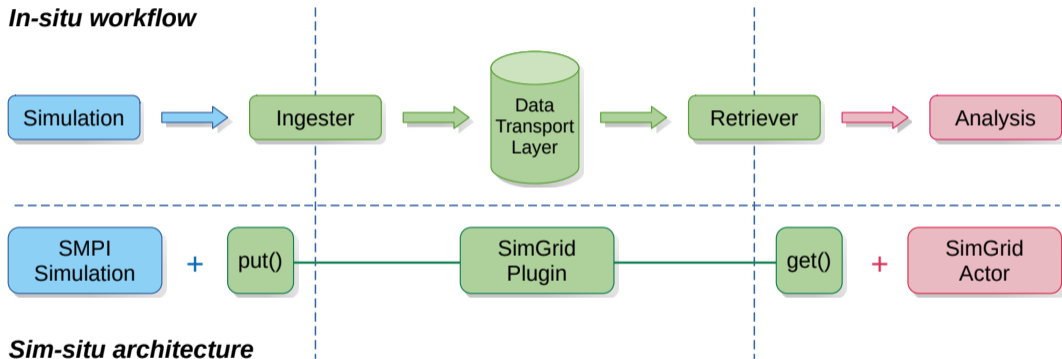 In-situ workflow
Simulation
Ingester
Data
Transport
Layer
Retriever
Analysis
SMPI
Simulation
+
put()
SimGrid
Plugin
get()
+
SimGrid
Actor
Sim-situ architecture